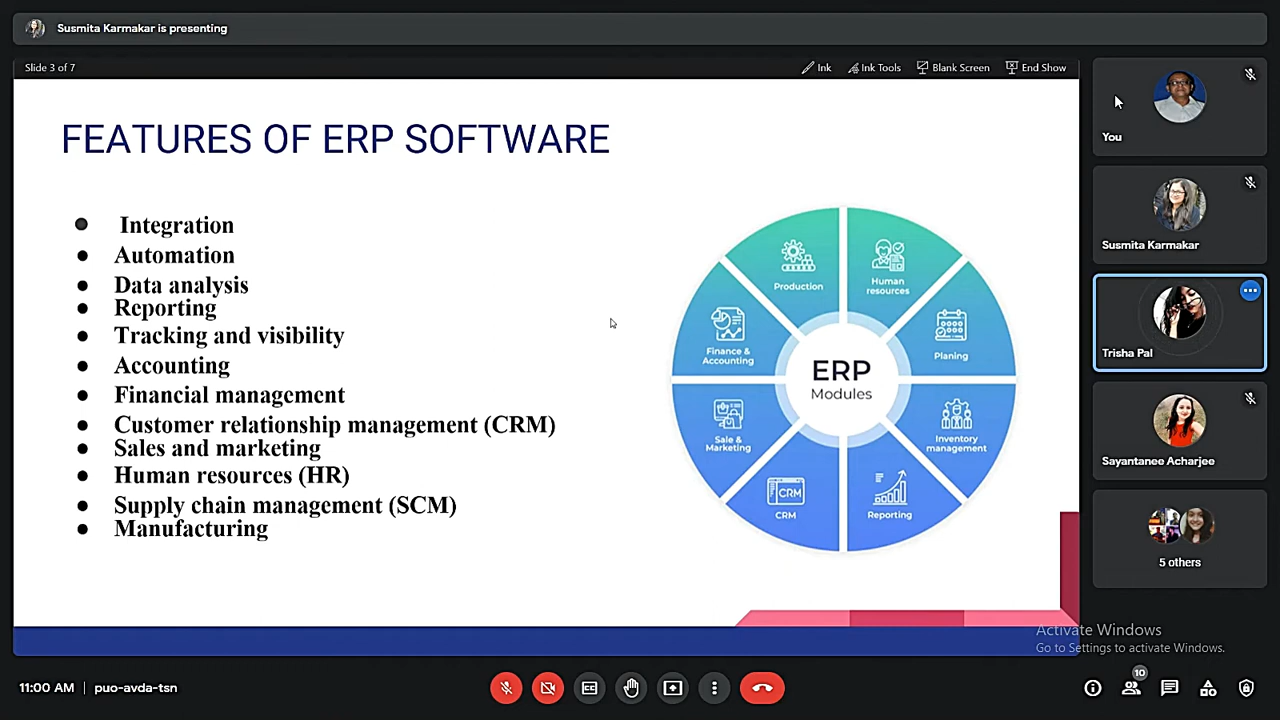 Susmita Karmakar is presenting
Slide 3 of 7
Ink
Ink Tools
Blank Screen
End Show
FEATURES OF ERP SOFTWARE
Integration
Automation
Data analysis
Reporting
Tracking and visibility
Accounting
Financial management
Customer relationship management (CRM)
Sales and marketing
Human resources (HR)
Supply chain management (SCM)
Manufacturing
Production
Human
resources
Finance &
Accounting
Planing
ERP
Modules
Sale &
Marketing
Inventory
management
CRM
CRM
Reporting
You
Susmita Karmakar
Trisha Pal
Sayantanee Acharjee
5 others
Activate Windows
Go to Settings to activate Windows.
11:00 AM | puo-avda-tsn
10